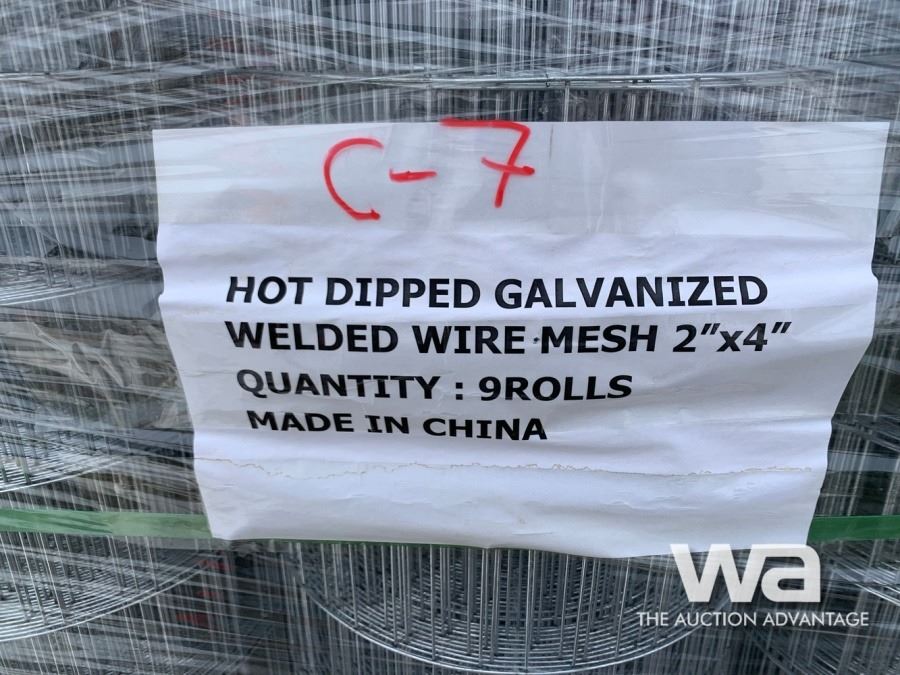 C-7
HOT DIPPED GALVANIZED
WELDED WIRE MESH 2"x4"
QUANTITY : 9ROLLS
MADE IN CHINA
wa
THE AUCTION ADVANTAGE